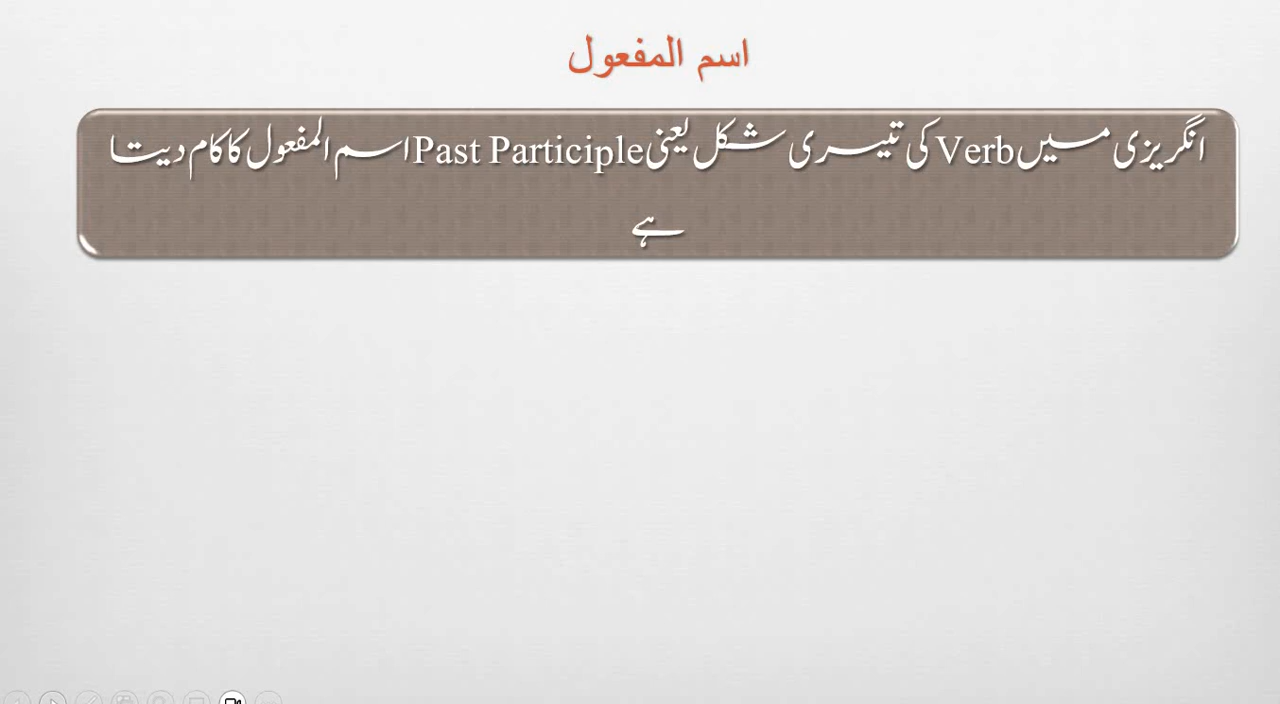 اسم المفعول
انگریزی میں Verb کی تیسری شکل یعنی Past Participle اسم المفعول کا کام دیتا
ہے